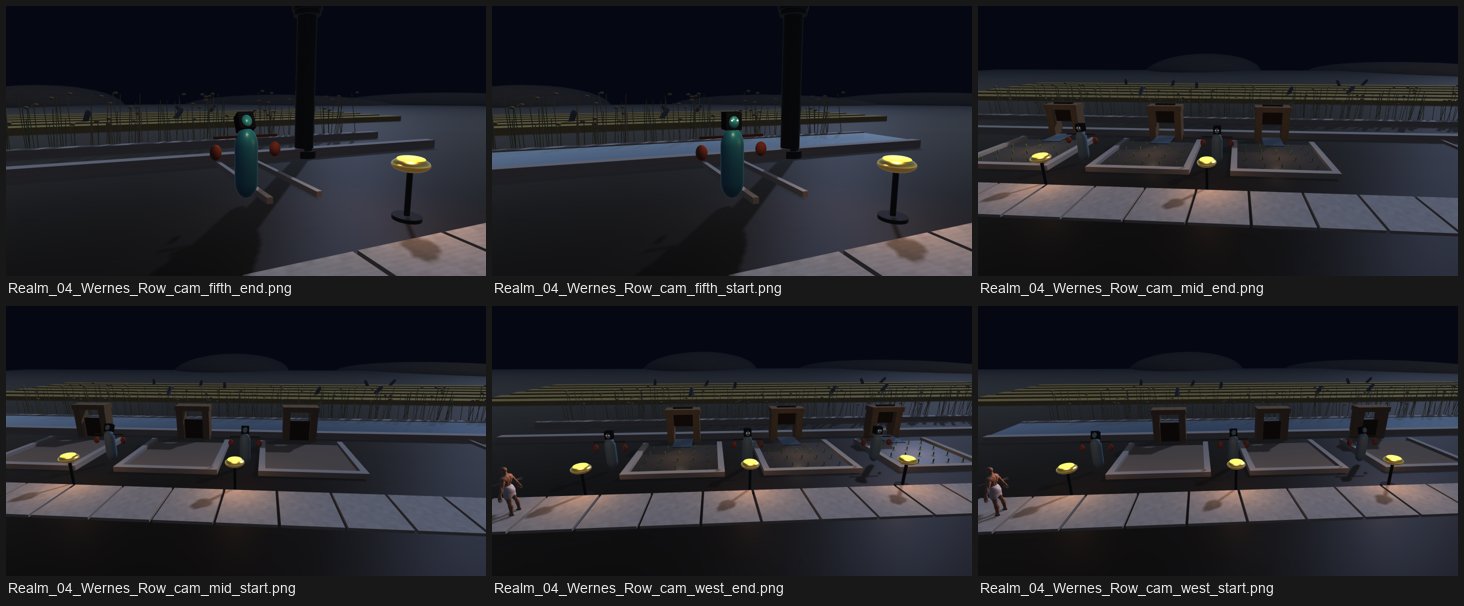 Realm_04_Wernes_Row_cam_fifth_end.png
Realm_04_Wernes_Row_cam_fifth_start.png
Realm_04_Wernes_Row_cam_mid_end.png
Realm_04_Wernes_Row_cam_mid_start.png
Realm_04_Wernes_Row_cam_west_end.png
Realm_04_Wernes_Row_cam_west_start.png